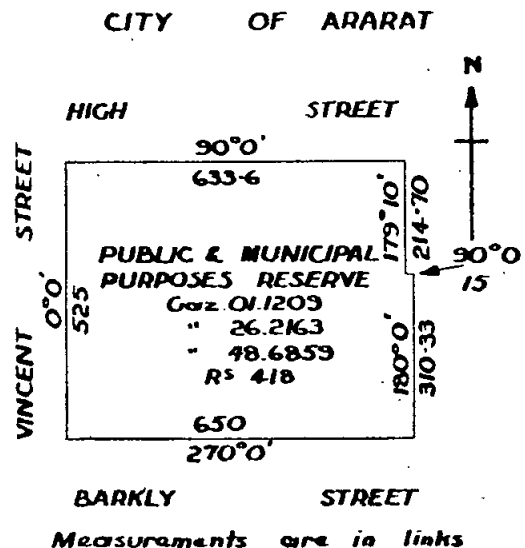 CITY OF ARARAT
N
HIGH STREET
90°0'
633·6
VINCENT STREET
0°0'
525
179°10'
214·70
90°0
15
PUBLIC & MUNICIPAL
PURPOSES RESERVE
Gaz. 01.1209
" 26.2163
" 48.6859
RS 418
180°0'
310·33
650
270°0'
BARKLY STREET
Measurements are in links